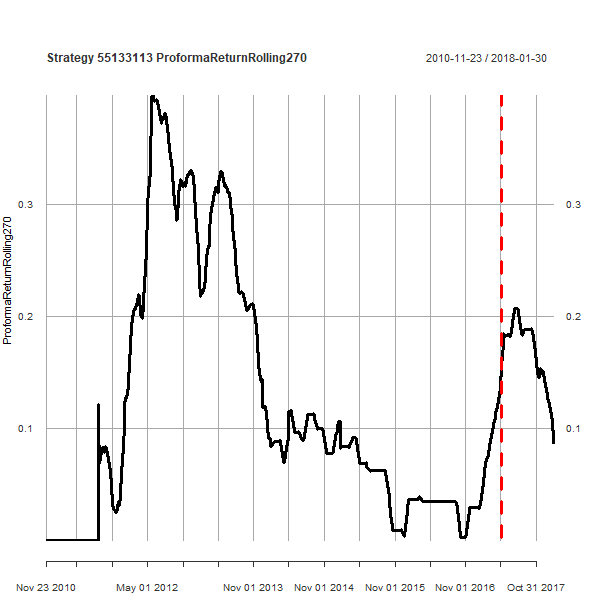 Strategy 55133113 ProformaReturnRolling270
2010-11-23 / 2018-01-30
ProformaReturnRolling270
0.3
0.2
0.1
0.3
0.2
0.1
Nov 23 2010
May 01 2012
Nov 01 2013
Nov 01 2014
Nov 01 2015
Nov 01 2016
Oct 31 2017